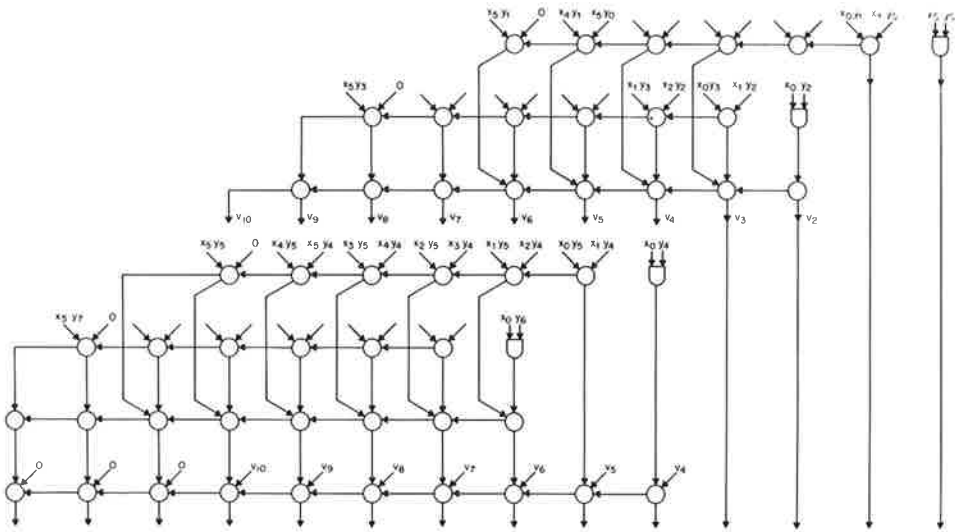 x5 y1 0 x4 y1 x5 y0 x0 y1 x1 y0
x5 y3 0 x1 y3 x2 y2 x0 y3 x1 y2 x0 y2
v10 v9 v8 v7 v6 v5 v4 v3 v2
x5 y5 0 x4 y5 x5 y4 x3 y5 x4 y4 x2 y5 x3 y4 x1 y5 x2 y4 x0 y5 x1 y4 x0 y4
x5 y7 0 x0 y6
0 0 0 v10 v9 v8 v7 v6 v5 v4